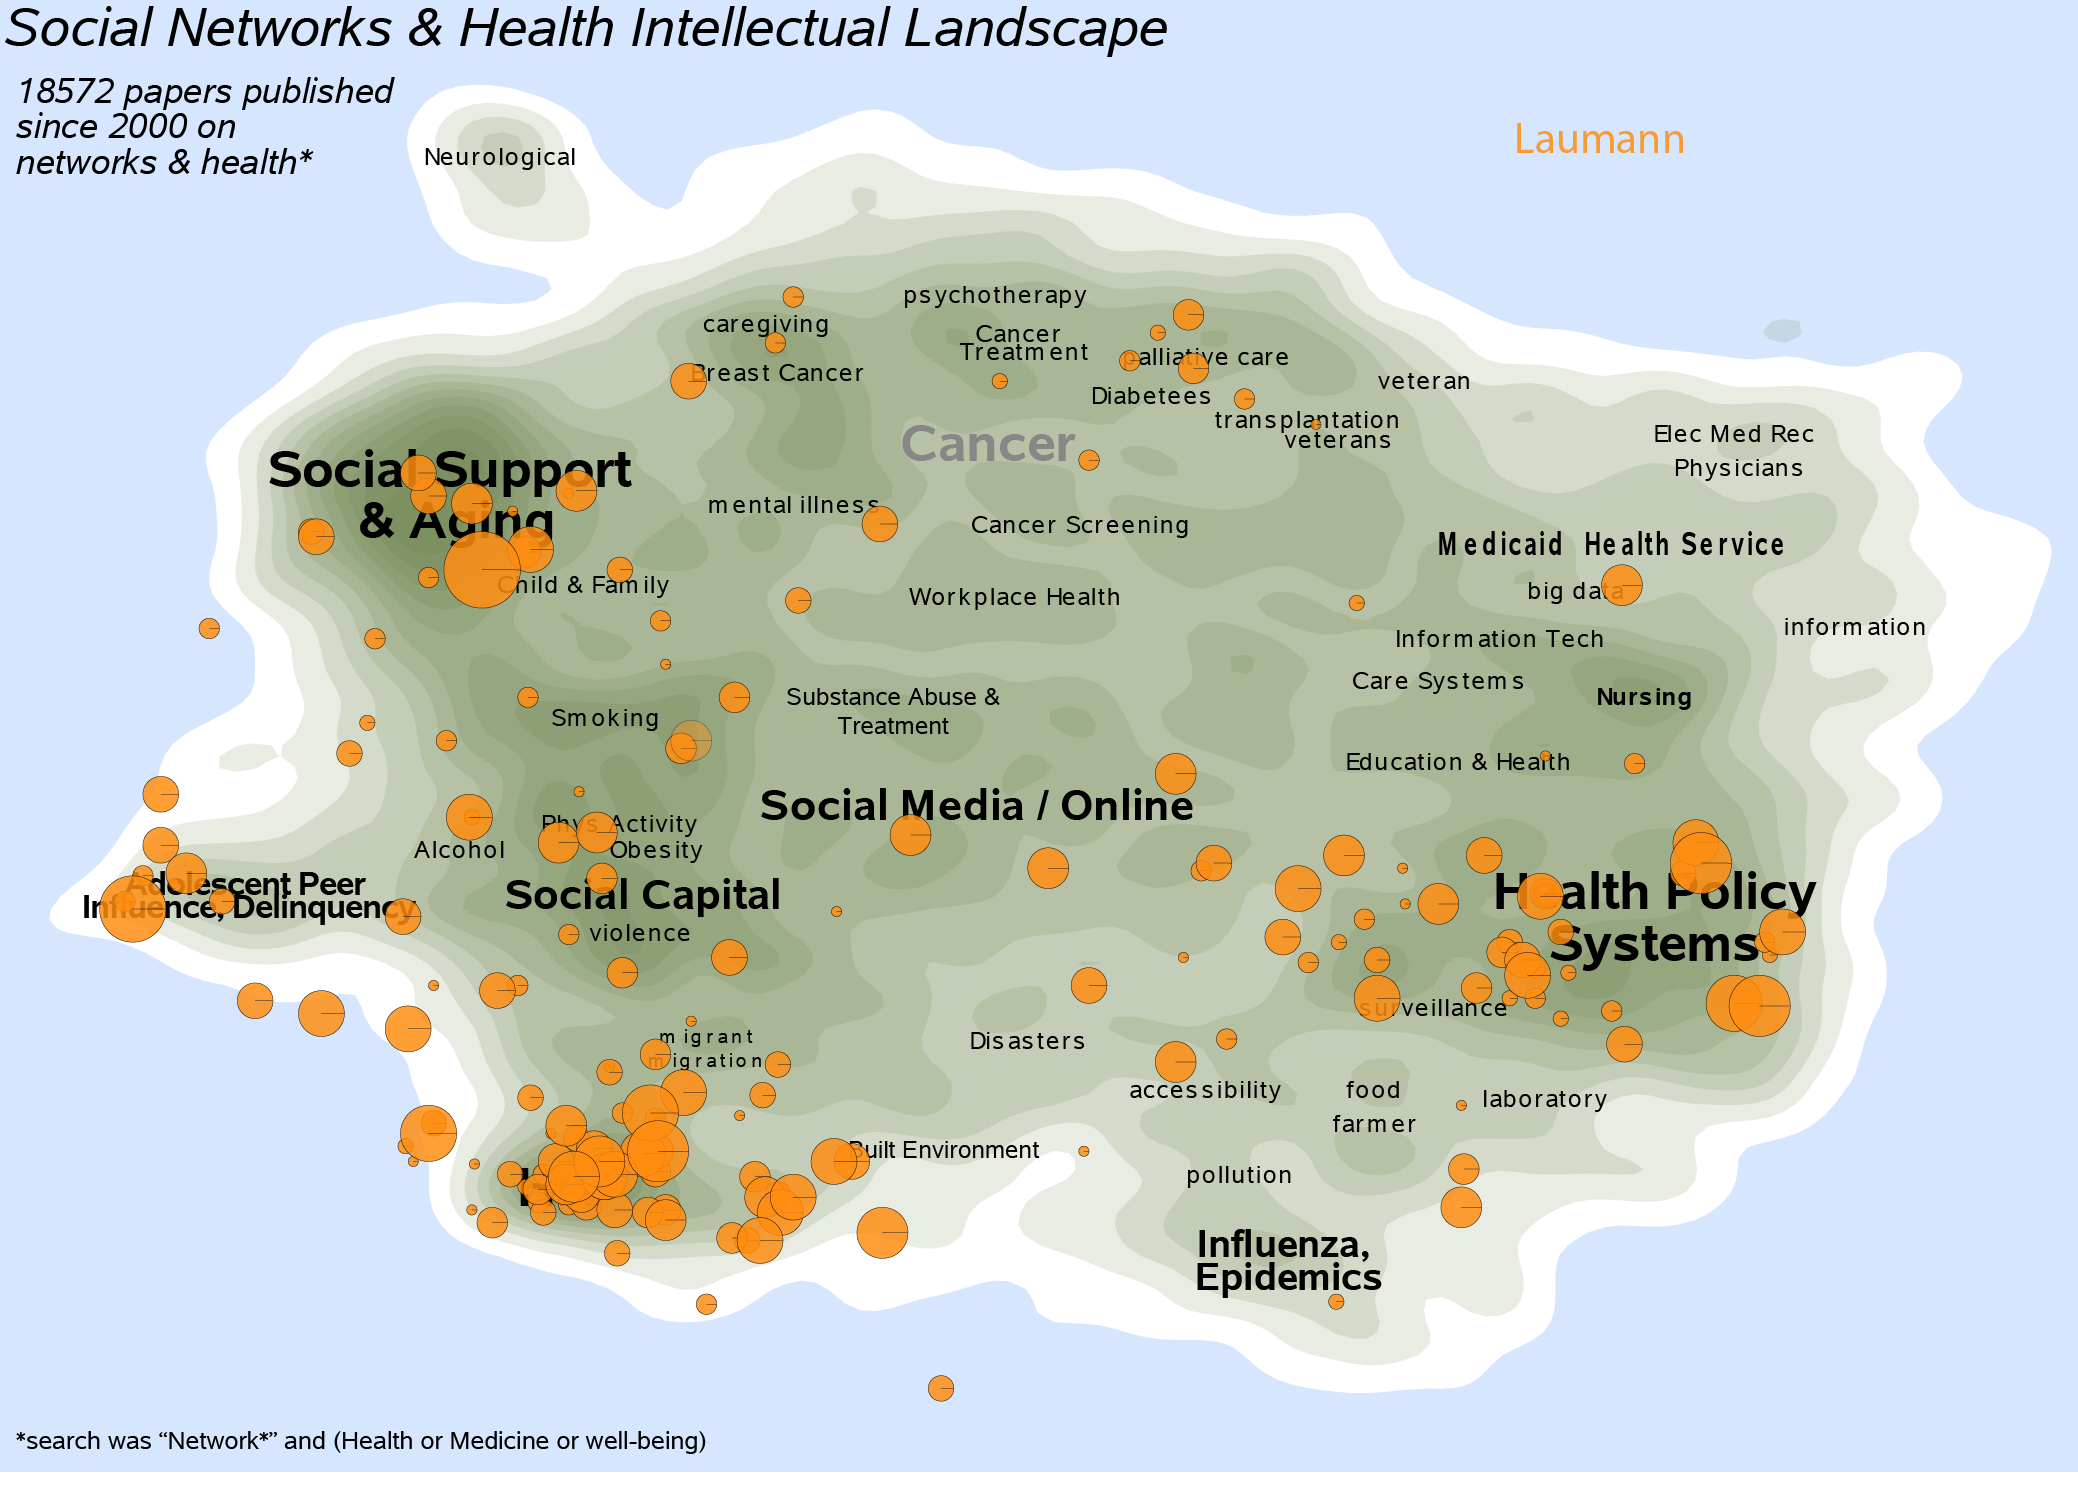 Social Networks & Health Intellectual Landscape
18572 papers published
since 2000 on
networks & health*
Laumann
Neurological
psychotherapy
caregiving
Cancer
Treatment
palliative care
Breast Cancer
veteran
Diabetees
transplantation
veterans
Cancer
Elec Med Rec
Physicians
Social Support
& Aging
mental illness
Cancer Screening
Medicaid Health Service
Child & Family
Workplace Health
big data
information
Information Tech
Care Systems
Nursing
Substance Abuse &
Treatment
Smoking
Education & Health
Social Media / Online
Phys Activity
Obesity
Alcohol
Adolescent Peer
Influence, Delinquency
Social Capital
Health Policy
Systems
violence
surveillance
migrant
migration
Disasters
accessibility
food
farmer
laboratory
Built Environment
pollution
Influenza,
Epidemics
*search was “Network*” and (Health or Medicine or well-being)